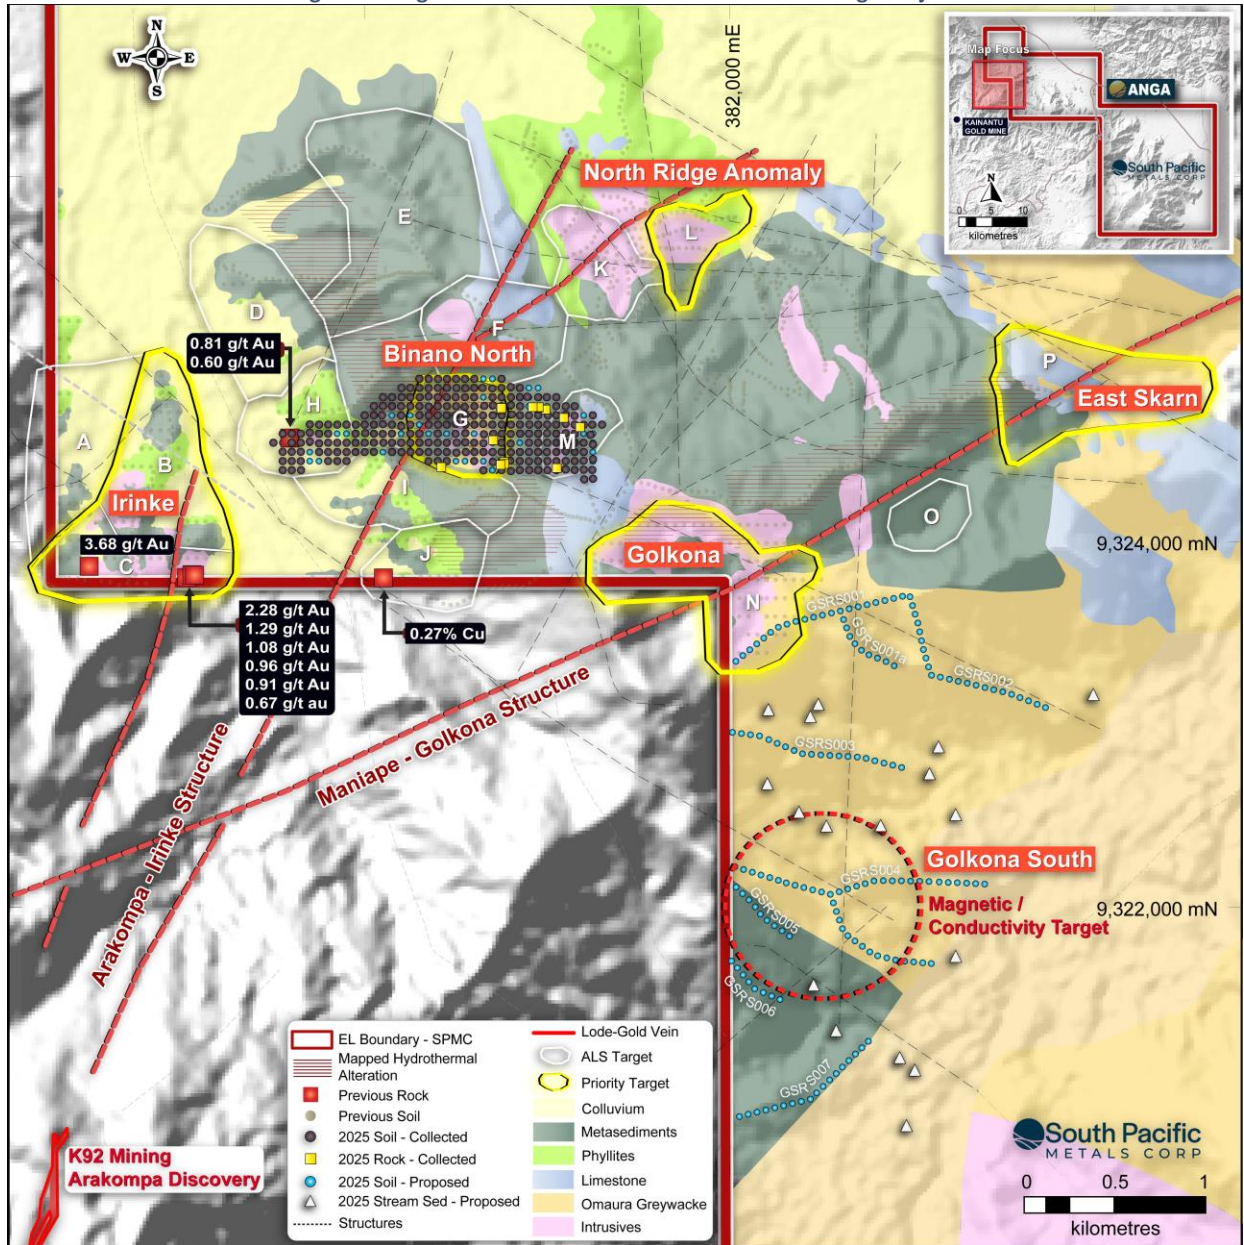 N
W E
S
382,000 mE
Map Focus
ANGA
KAINANTU
GOLD MINE
South Pacific
METALS CORP
N
0 5 10
kilometres
North Ridge Anomaly
E
L
K
D
F
0.81 g/t Au
0.60 g/t Au
Binano North
P
East Skarn
H
G
M
A
B
Irinke
I
O
3.68 g/t Au
C
J
Golkona
9,324,000 mN
N
GSRS001
GSRS001a
GSRS002
2.28 g/t Au
1.29 g/t Au
1.08 g/t Au
0.96 g/t Au
0.91 g/t Au
0.67 g/t au
0.27% Cu
Maniape - Golkona Structure
Arakompa - Irinke Structure
GSRS003
Golkona South
GSRS004
Magnetic /
Conductivity Target
9,322,000 mN
GSRS005
GSRS006
GSRS007
EL Boundary - SPMC
Mapped Hydrothermal
Alteration
Previous Rock
Previous Soil
2025 Soil - Collected
2025 Rock - Collected
2025 Soil - Proposed
2025 Stream Sed - Proposed
Structures
Lode-Gold Vein
ALS Target
Priority Target
Colluvium
Metasediments
Phyllites
Limestone
Omaura Greywacke
Intrusives
K92 Mining
Arakompa Discovery
South Pacific
METALS CORP
0 0.5 1
kilometres